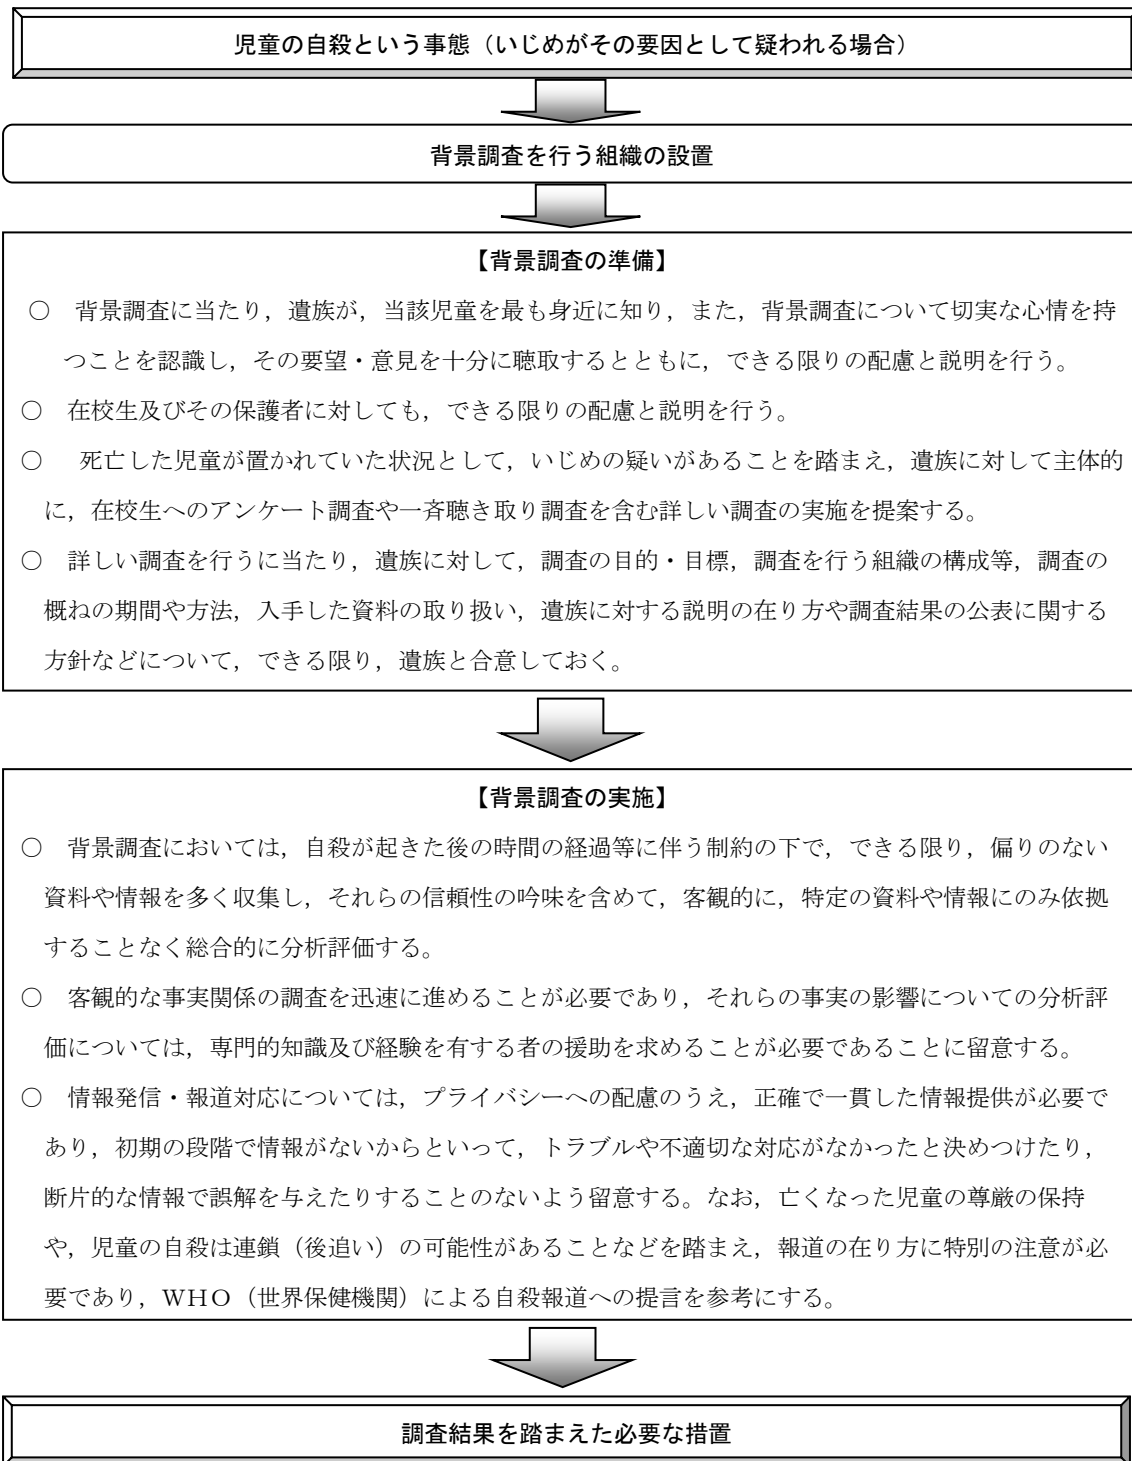 児童の自殺という事態（いじめがその要因として疑われる場合）
背景調査を行う組織の設置
【背景調査の準備】
○　背景調査に当たり，遺族が，当該児童を最も身近に知り，また，背景調査について切実な心情を持
つことを認識し，その要望・意見を十分に聴取するとともに，できる限りの配慮と説明を行う。
○　在校生及びその保護者に対しても，できる限りの配慮と説明を行う。
○　死亡した児童が置かれていた状況として，いじめの疑いがあることを踏まえ，遺族に対して主体的
に，在校生へのアンケート調査や一斉聴き取り調査を含む詳しい調査の実施を提案する。
○　詳しい調査を行うに当たり，遺族に対して，調査の目的・目標，調査を行う組織の構成等，調査の
概ねの期間や方法，入手した資料の取り扱い，遺族に対する説明の在り方や調査結果の公表に関する
方針などについて，できる限り，遺族と合意しておく。
【背景調査の実施】
○　背景調査においては，自殺が起きた後の時間の経過等に伴う制約の下で，できる限り，偏りのない
資料や情報を多く収集し，それらの信頼性の吟味を含めて，客観的に，特定の資料や情報にのみ依拠
することなく総合的に分析評価する。
○　客観的な事実関係の調査を迅速に進めることが必要であり，それらの事実の影響についての分析評
価については，専門的知識及び経験を有する者の援助を求めることが必要であることに留意する。
○　情報発信・報道対応については，プライバシーへの配慮のうえ，正確で一貫した情報提供が必要で
あり，初期の段階で情報がないからといって，トラブルや不適切な対応がなかったと決めつけたり，
断片的な情報で誤解を与えたりすることのないよう留意する。なお，亡くなった児童の尊厳の保持
や，児童の自殺は連鎖（後追い）の可能性があることなどを踏まえ，報道の在り方に特別の注意が必
要であり，ＷＨＯ（世界保健機関）による自殺報道への提言を参考にする。
調査結果を踏まえた必要な措置